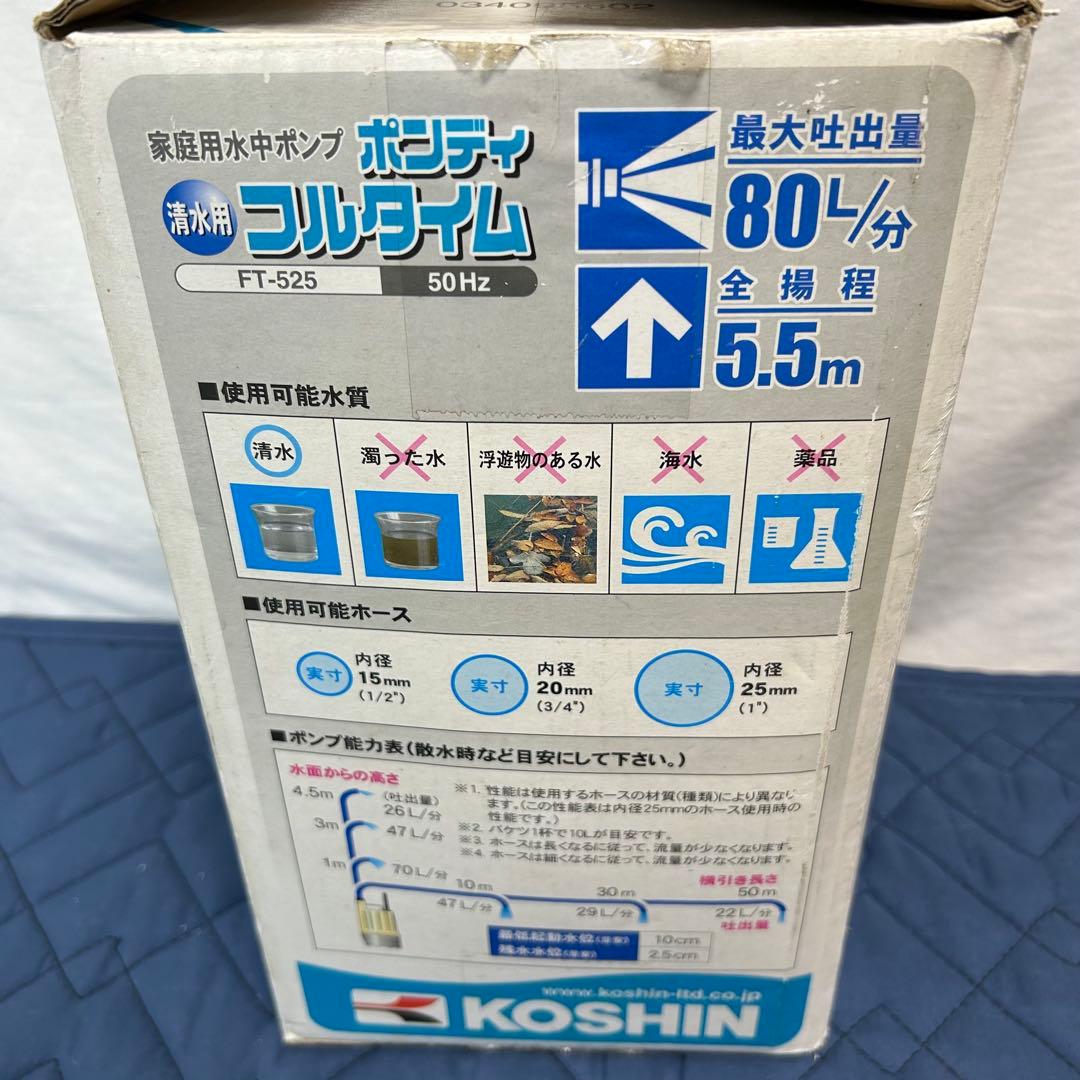 家庭用水中ポンプ
ポンディ
清水用
フルタイム
FT-525
50Hz
最大吐出量
80L/分
全揚程
5.5m
■使用可能水質
清水
濁った水
浮遊物のある水
海水
薬品
■使用可能ホース
実寸
内径
15mm
(1/2")
実寸
内径
20mm
(3/4")
実寸
内径
25mm
(1")
■ポンプ能力表(散水時など目安にして下さい。)
水面からの高さ
4.5m
(吐出量)
26L/分
3m
47L/分
1m
70L/分
※1. 性能は使用するホースの材質(種類)により異なり
ます。(この性能表は内径25mmのホース使用時の
性能です。)
※2. バケツ1杯で10Lが目安です。
※3. ホースは長くなるに従って、流量が少なくなります。
※4. ホースは細くなるに従って、流量が少なくなります。
横引き長さ
10m
30m
50m
47L/分
29L/分
22L/分
吐出量
最低起動水位
10cm
残水水位
2.5cm
www.koshin-ltd.co.jp
KOSHIN